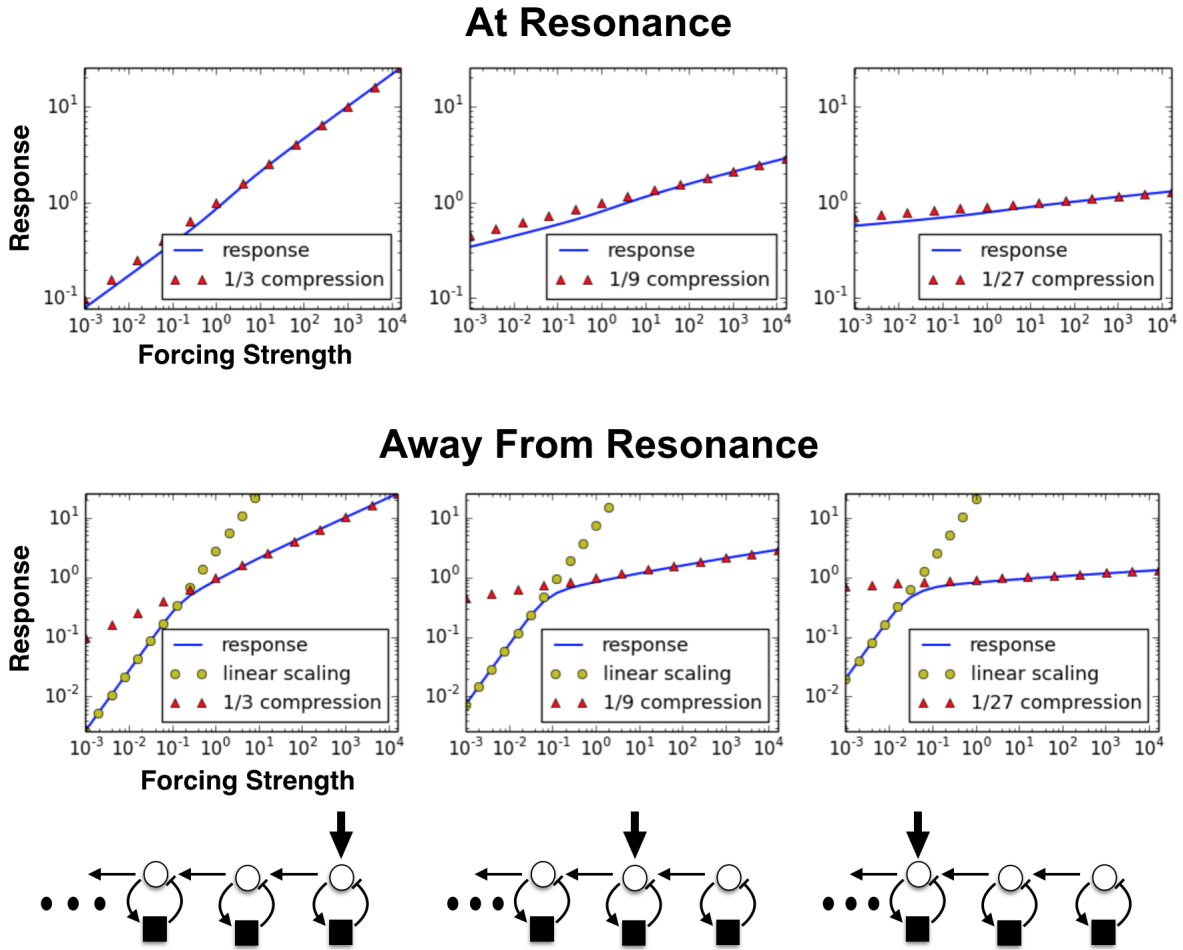 At Resonance
Response
10¹
10⁰
10⁻¹
response
1/3 compression
10⁻³ 10⁻² 10⁻¹ 10⁰ 10¹ 10² 10³ 10⁴
Forcing Strength
10¹
10⁰
10⁻¹
response
1/9 compression
10⁻³ 10⁻² 10⁻¹ 10⁰ 10¹ 10² 10³ 10⁴
10¹
10⁰
10⁻¹
response
1/27 compression
10⁻³ 10⁻² 10⁻¹ 10⁰ 10¹ 10² 10³ 10⁴
Away From Resonance
Response
10¹
10⁰
10⁻¹
10⁻²
response
linear scaling
1/3 compression
10⁻³ 10⁻² 10⁻¹ 10⁰ 10¹ 10² 10³ 10⁴
Forcing Strength
10¹
10⁰
10⁻¹
10⁻²
response
linear scaling
1/9 compression
10⁻³ 10⁻² 10⁻¹ 10⁰ 10¹ 10² 10³ 10⁴
10¹
10⁰
10⁻¹
10⁻²
response
linear scaling
1/27 compression
10⁻³ 10⁻² 10⁻¹ 10⁰ 10¹ 10² 10³ 10⁴